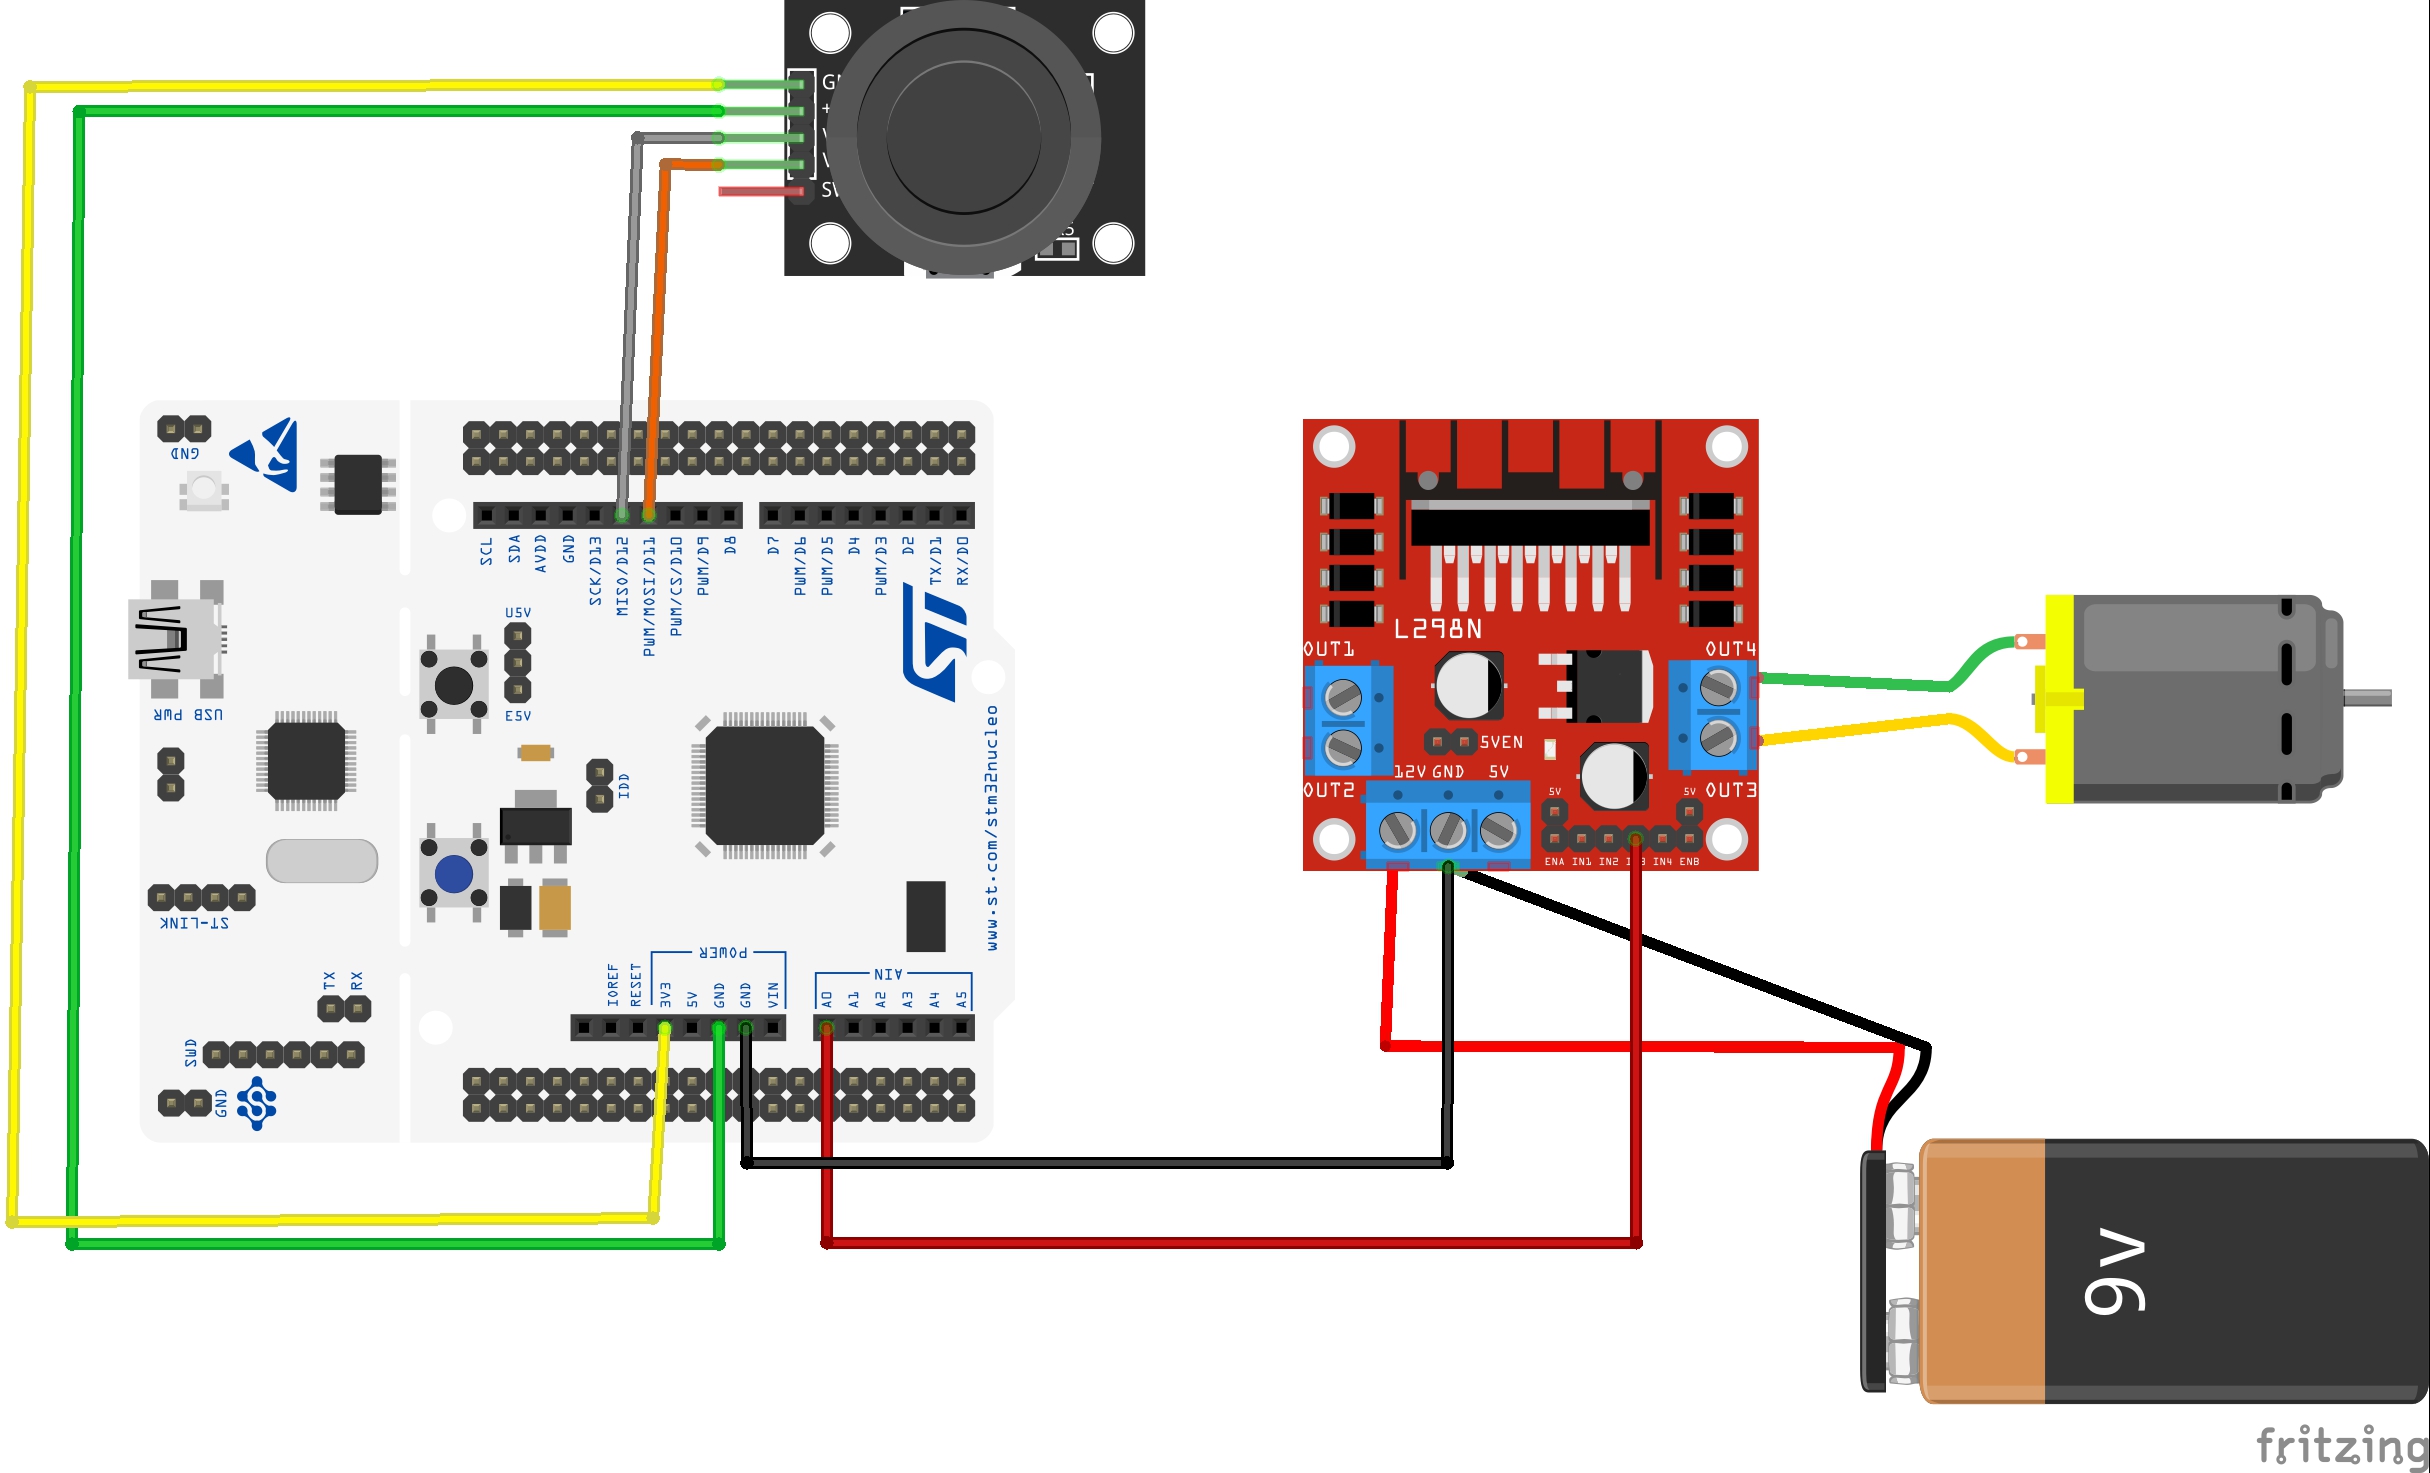 +
GND
SCL
SDA
AVDD
GND
SCK/D13
MISO/D12
PWM/MOSI/D11
PWM/CS/D10
PWM/D9
D8
D7
PWM/D6
PWM/D5
D4
PWM/D3
D2
TX/D1
RX/D0
U5V
E5V
USB PWR
IDD
www.st.com/stm32nucleo
ST-LINK
TX
RX
SWD
GND
POWER
IOREF
RESET
3V3
5V
GND
GND
VIN
AIN
A0
A1
A2
A3
A4
A5
L298N
OUT1
OUT4
5VEN
12V GND 5V
OUT2
OUT3
5V
5V
ENA IN1 IN2 IN4 ENB
9V
fritzing